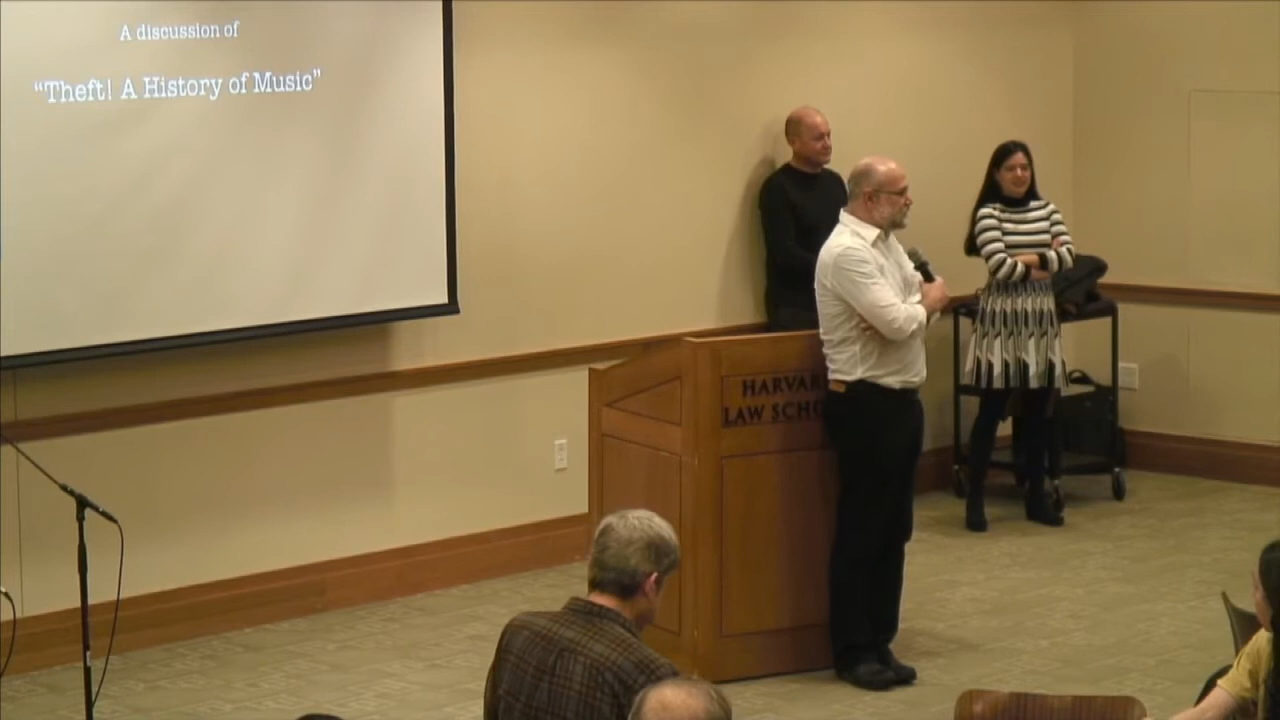 A discussion of
“Theft! A History of Music”
HARVAR
LAW SCHO